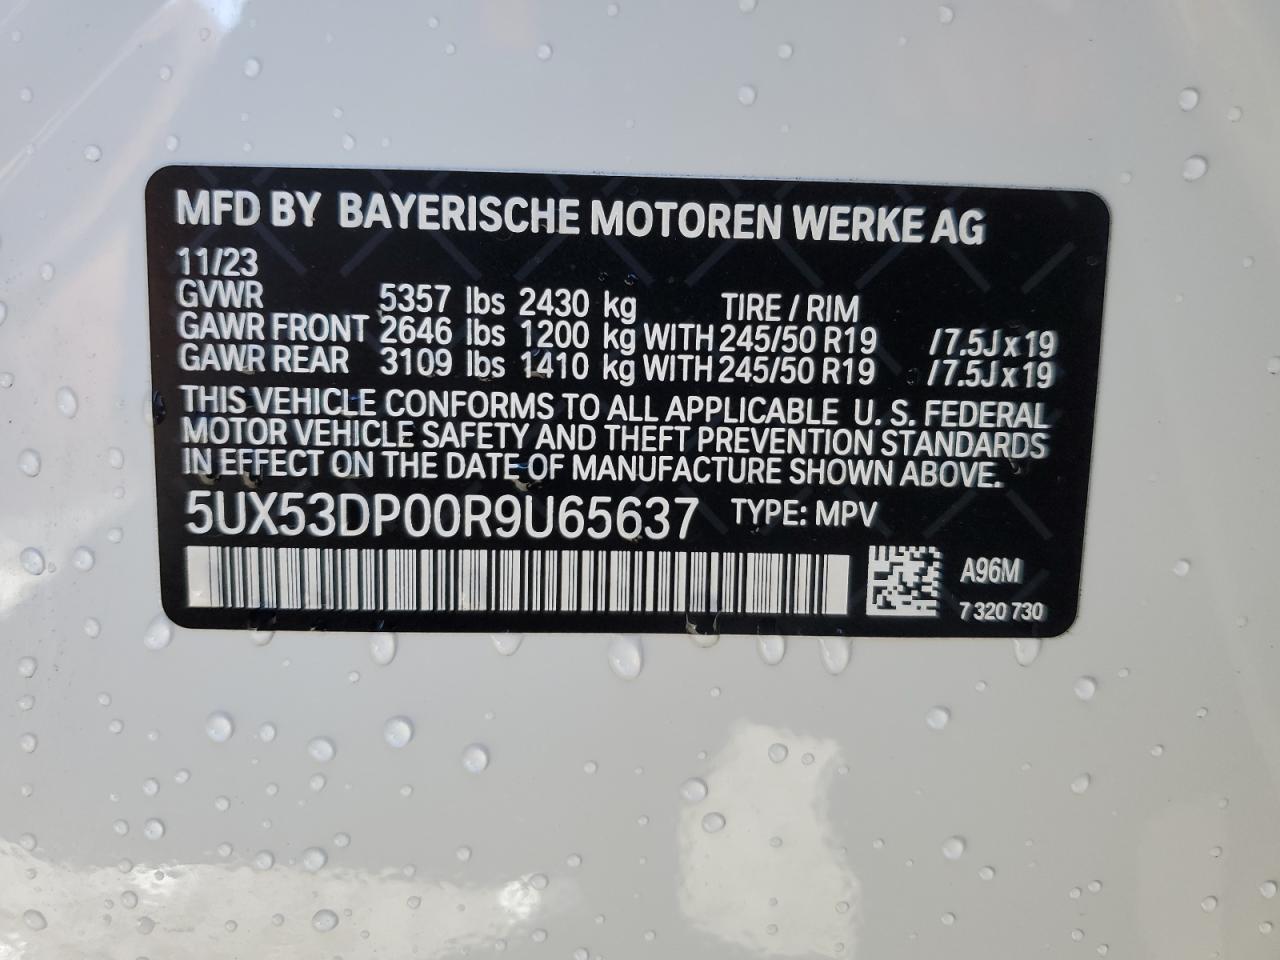 MFD BY BAYERISCHE MOTOREN WERKE AG
11/23
GVWR 5357 lbs 2430 kg TIRE / RIM
GAWR FRONT 2646 lbs 1200 kg WITH 245/50 R19 /7.5J x 19
GAWR REAR 3109 lbs 1410 kg WITH 245/50 R19 /7.5J x 19
THIS VEHICLE CONFORMS TO ALL APPLICABLE U. S. FEDERAL
MOTOR VEHICLE SAFETY AND THEFT PREVENTION STANDARDS
IN EFFECT ON THE DATE OF MANUFACTURE SHOWN ABOVE.
5UX53DP00R9U65637 TYPE: MPV
A96M
7 320 730